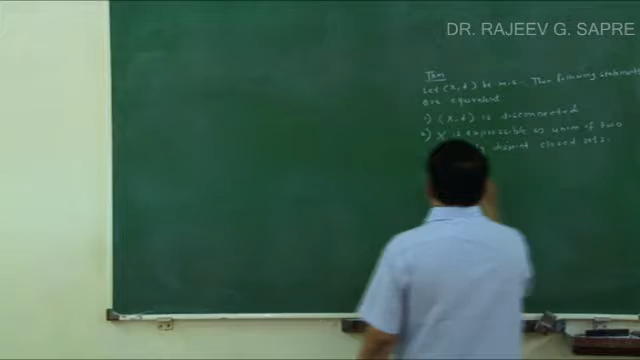 DR. RAJEEV G. SAPRE
Thm
Let (X,d) be m.s. Then following statements
are equivalent
1) (X,d) is disconnected
2) X is expressible as union of two
disjoint closed sets.